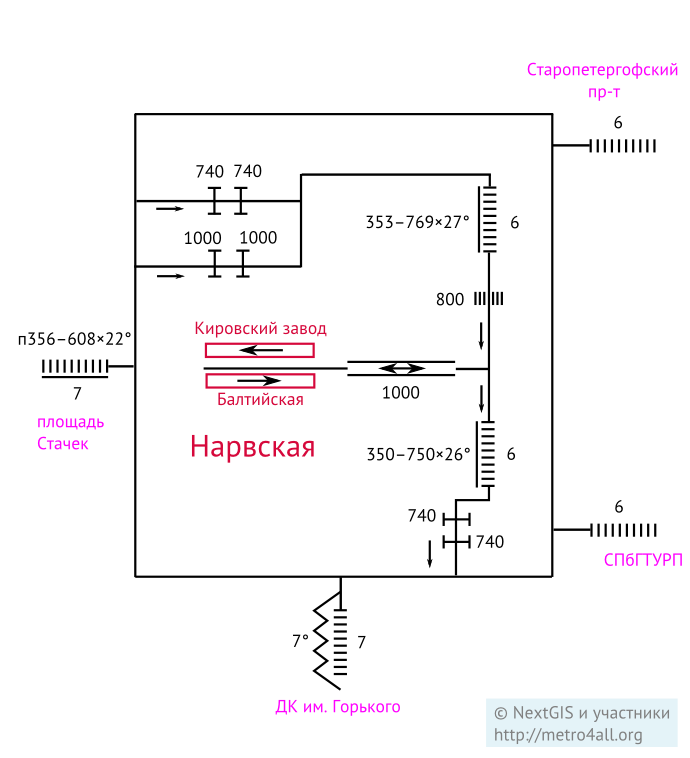 Старопетергофский
пр-т
6
740 740
1000 1000
353–769×27°
6
800
п356–608×22°
7
площадь
Стачек
Кировский завод
Балтийская
1000
Нарвская
350–750×26°
6
740
740
6
СПбГТУРП
7°
7
ДК им. Горького
© NextGIS и участники
http://metro4all.org